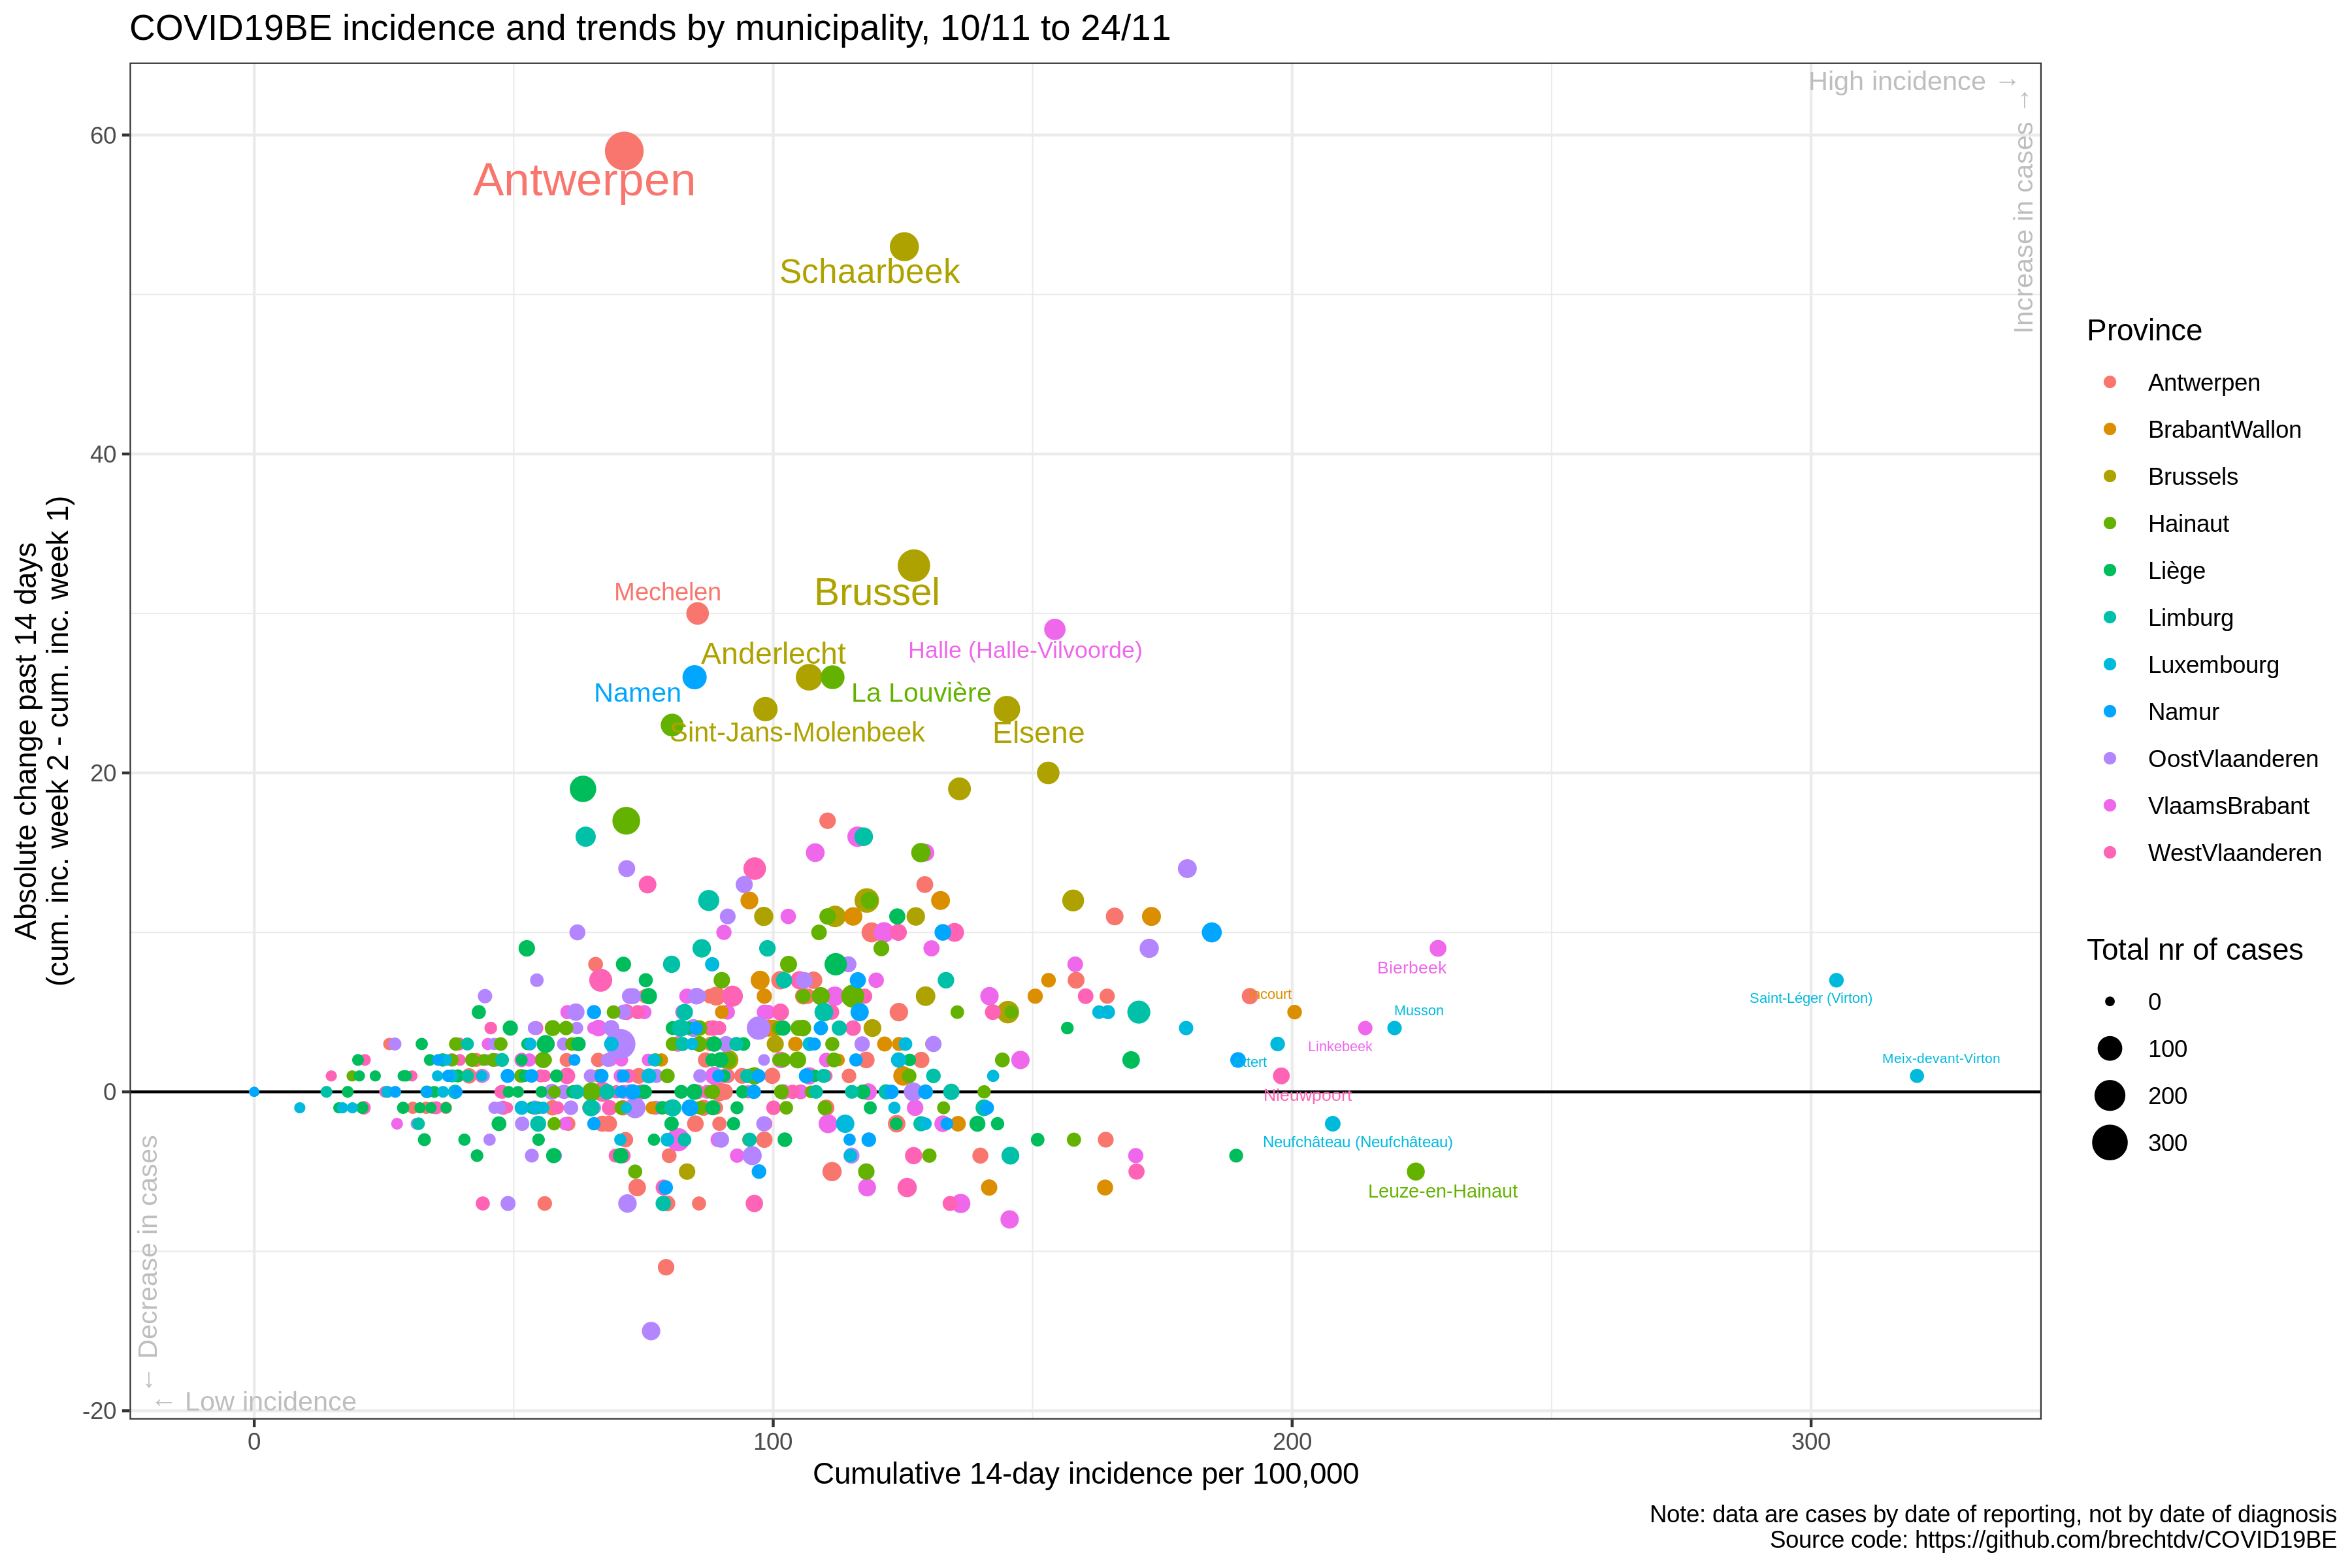 COVID19BE incidence and trends by municipality, 10/11 to 24/11
High incidence →
Increase in cases →
Absolute change past 14 days
(cum. inc. week 2 - cum. inc. week 1)
60
40
20
0
-20
Antwerpen
Schaarbeek
Brussel
Mechelen
Halle (Halle-Vilvoorde)
Anderlecht
Namen
La Louvière
Sint-Jans-Molenbeek
Elsene
Bierbeek
Saint-Léger (Virton)
Musson
Linkebeek
Meix-devant-Virton
Nieuwpoort
Neufchâteau (Neufchâteau)
Leuze-en-Hainaut
← Decrease in cases
← Low incidence
0
100
200
300
Cumulative 14-day incidence per 100,000
Province
Antwerpen
BrabantWallon
Brussels
Hainaut
Liège
Limburg
Luxembourg
Namur
OostVlaanderen
VlaamsBrabant
WestVlaanderen
Total nr of cases
0
100
200
300
Note: data are cases by date of reporting, not by date of diagnosis
Source code: https://github.com/brechtdv/COVID19BE